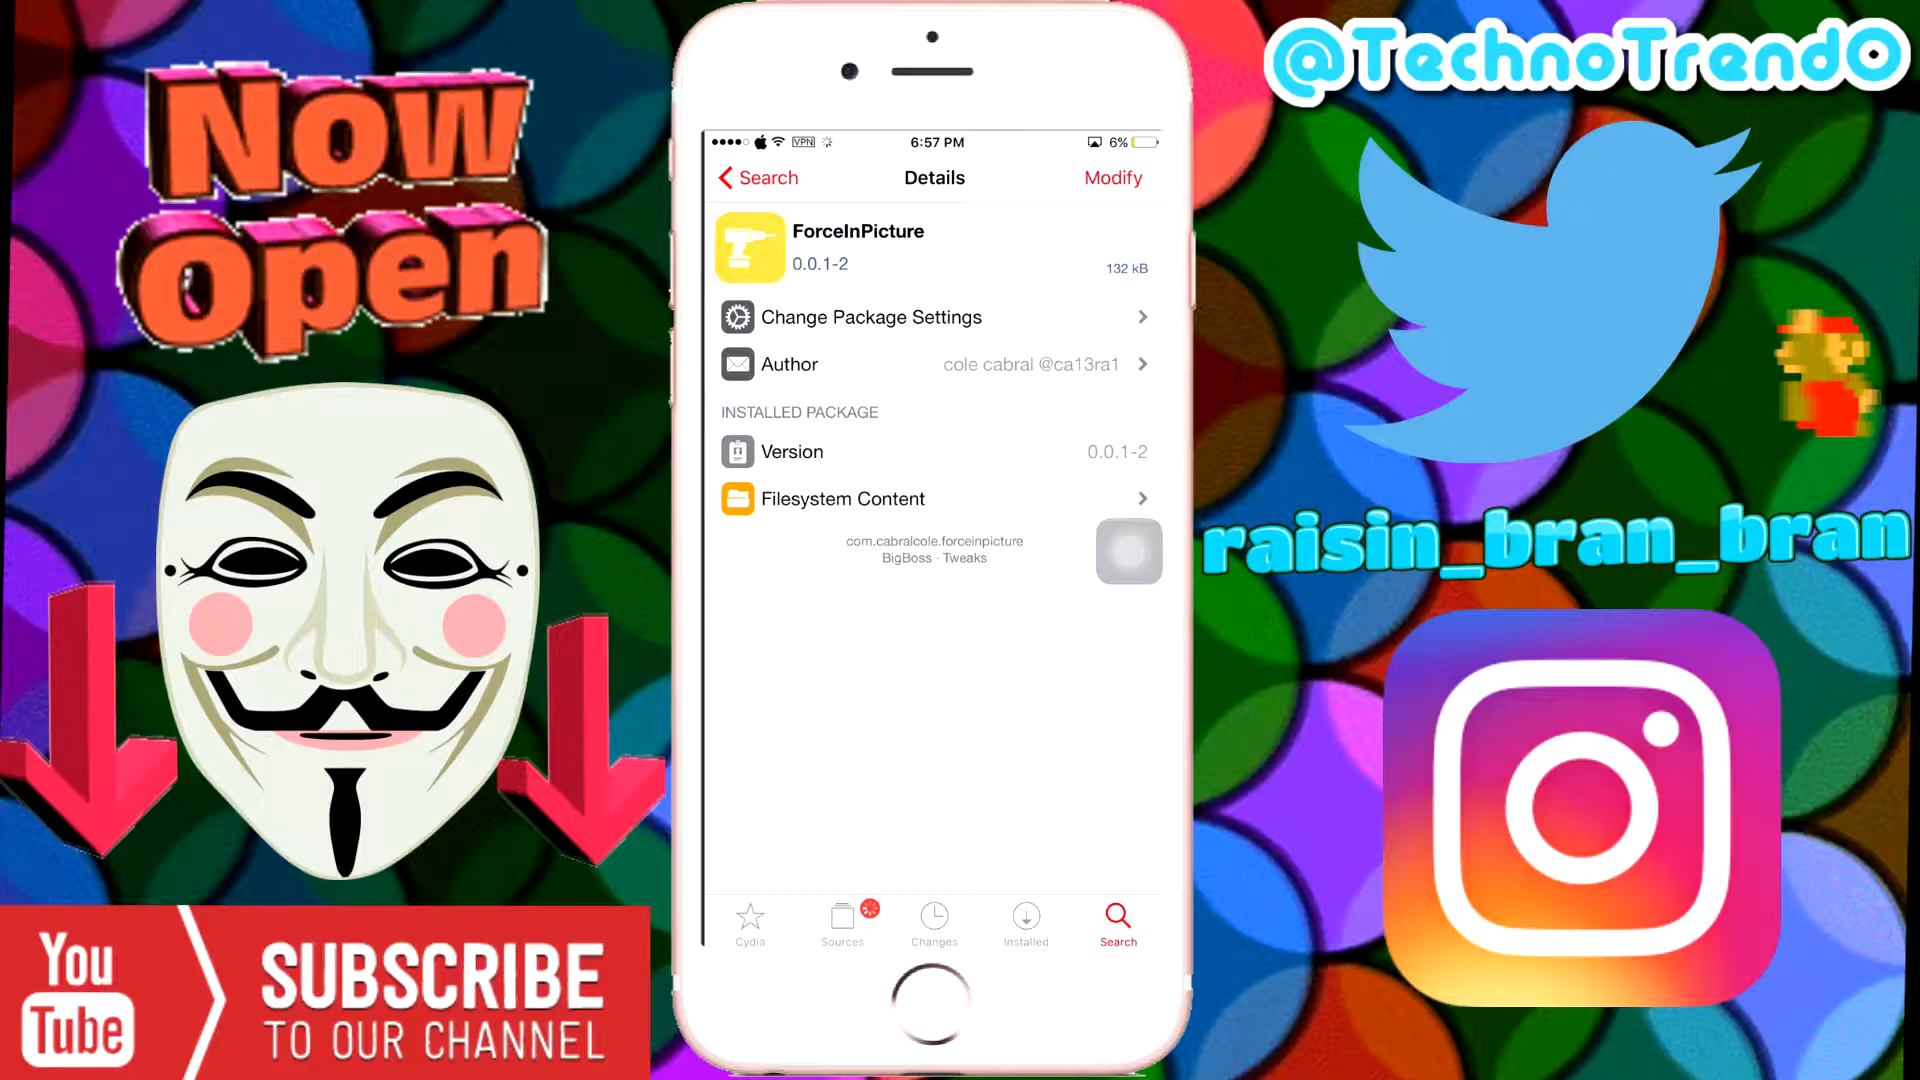 Now
Open
You
Tube
SUBSCRIBE
TO OUR CHANNEL
VPN
6:57 PM
6%
Search
Details
Modify
ForceInPicture
0.0.1-2
132 kB
Change Package Settings
Author
cole cabral @ca13ra1
INSTALLED PACKAGE
Version
0.0.1-2
Filesystem Content
com.cabralcole.forceinpicture
BigBoss · Tweaks
Cydia
Sources
Changes
Installed
Search
@TechnoTrend0
raisin_bran_bran